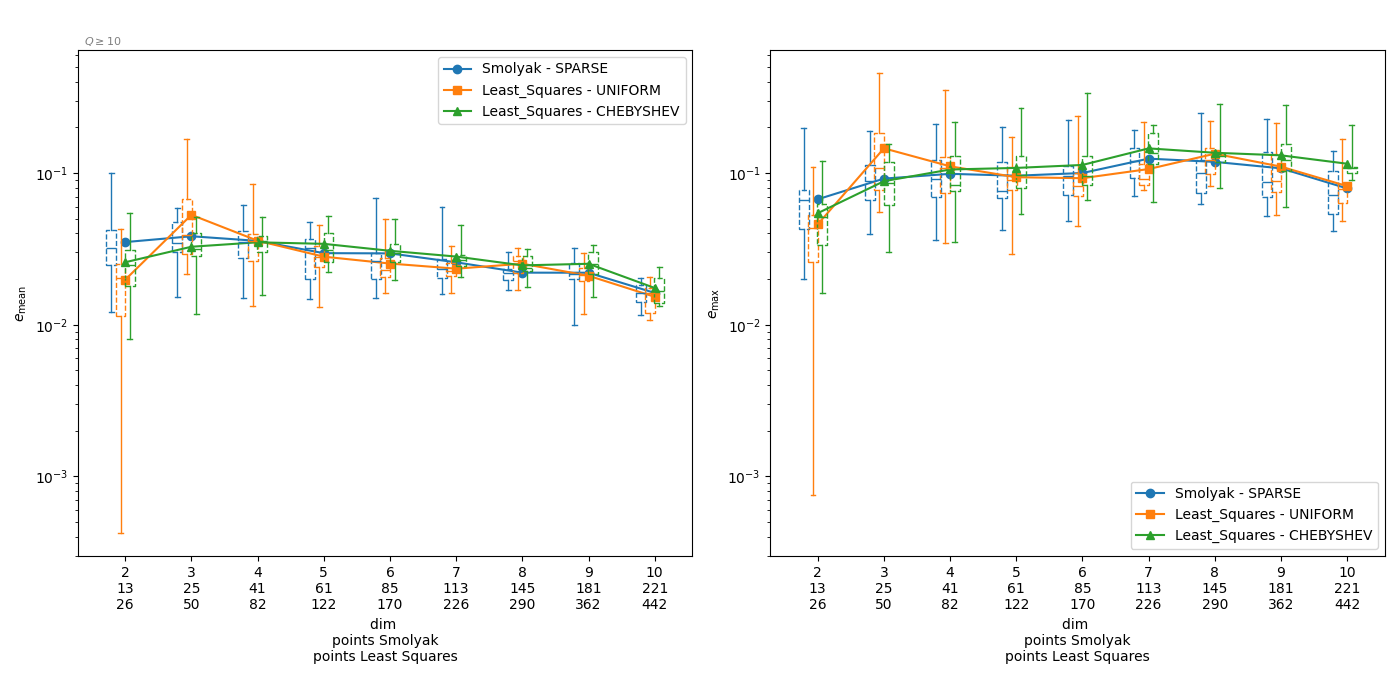 Q ≥ 10
Smolyak - SPARSE
Least_Squares - UNIFORM
Least_Squares - CHEBYSHEV
10⁻¹
10⁻²
10⁻³
e_mean
2 3 4 5 6 7 8 9 10
13 25 41 61 85 113 145 181 221
26 50 82 122 170 226 290 362 442
dim
points Smolyak
points Least Squares
10⁻¹
10⁻²
10⁻³
e_max
Smolyak - SPARSE
Least_Squares - UNIFORM
Least_Squares - CHEBYSHEV
2 3 4 5 6 7 8 9 10
13 25 41 61 85 113 145 181 221
26 50 82 122 170 226 290 362 442
dim
points Smolyak
points Least Squares